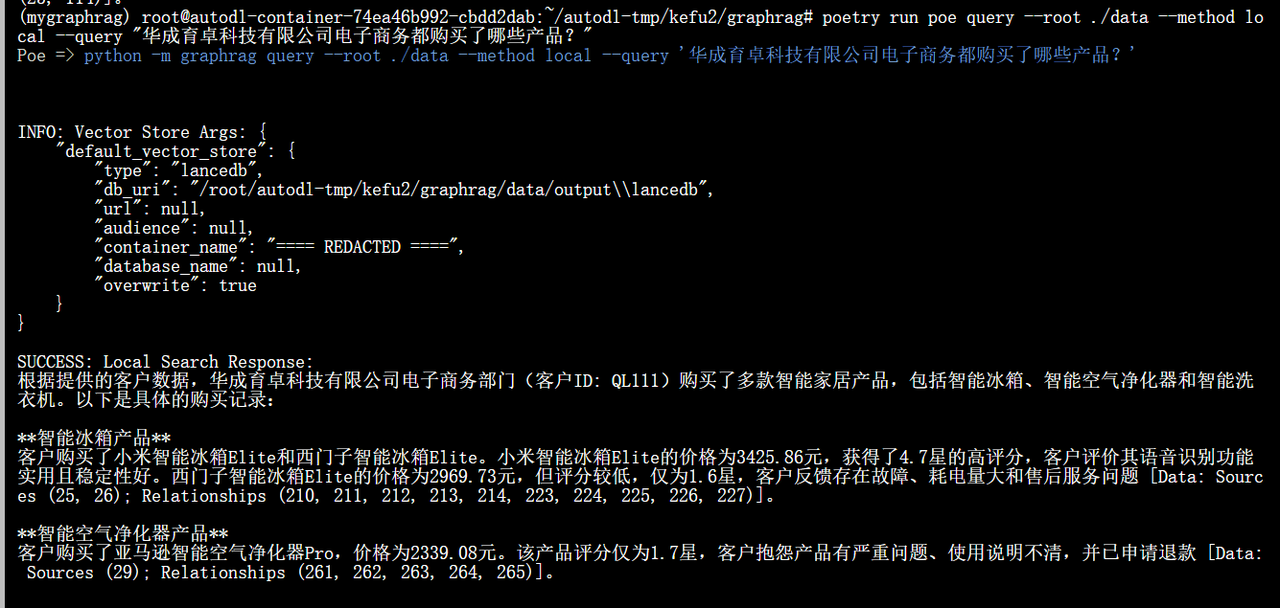 (mygraphrag) root@autodl-container-74ea46b992-cbdd2dab:~/autodl-tmp/kefu2/graphrag# poetry run poe query --root ./data --method lo
cal --query "华成育卓科技有限公司电子商务都购买了哪些产品？"
Poe => python -m graphrag query --root ./data --method local --query '华成育卓科技有限公司电子商务都购买了哪些产品？'
INFO: Vector Store Args: {
    "default_vector_store": {
        "type": "lancedb",
        "db_uri": "/root/autodl-tmp/kefu2/graphrag/data/output\\lancedb",
        "url": null,
        "audience": null,
        "container_name": "==== REDACTED ====",
        "database_name": null,
        "overwrite": true
    }
}
SUCCESS: Local Search Response:
根据提供的客户数据，华成育卓科技有限公司电子商务部门（客户ID: QL111）购买了多款智能家居产品，包括智能冰箱、智能空气净化器和智能洗
衣机。以下是具体的购买记录：
**智能冰箱产品**
客户购买了小米智能冰箱Elite和西门子智能冰箱Elite。小米智能冰箱Elite的价格为3425.86元，获得了4.7星的高评分，客户评价其语音识别功能
实用且稳定性好。西门子智能冰箱Elite的价格为2969.73元，但评分较低，仅为1.6星，客户反馈存在故障、耗电量大和售后服务问题 [Data: Sourc
es (25, 26); Relationships (210, 211, 212, 213, 214, 223, 224, 225, 226, 227)]。
**智能空气净化器产品**
客户购买了亚马逊智能空气净化器Pro，价格为2339.08元。该产品评分仅为1.7星，客户抱怨产品有严重问题、使用说明不清，并已申请退款 [Data:
 Sources (29); Relationships (261, 262, 263, 264, 265)]。